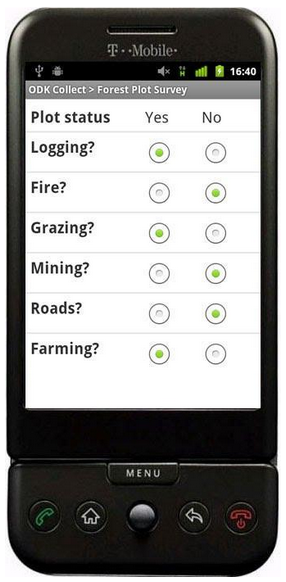 T··Mobile·
16:40
ODK Collect > Forest Plot Survey
Plot status Yes No
Logging?
Fire?
Grazing?
Mining?
Roads?
Farming?
MENU